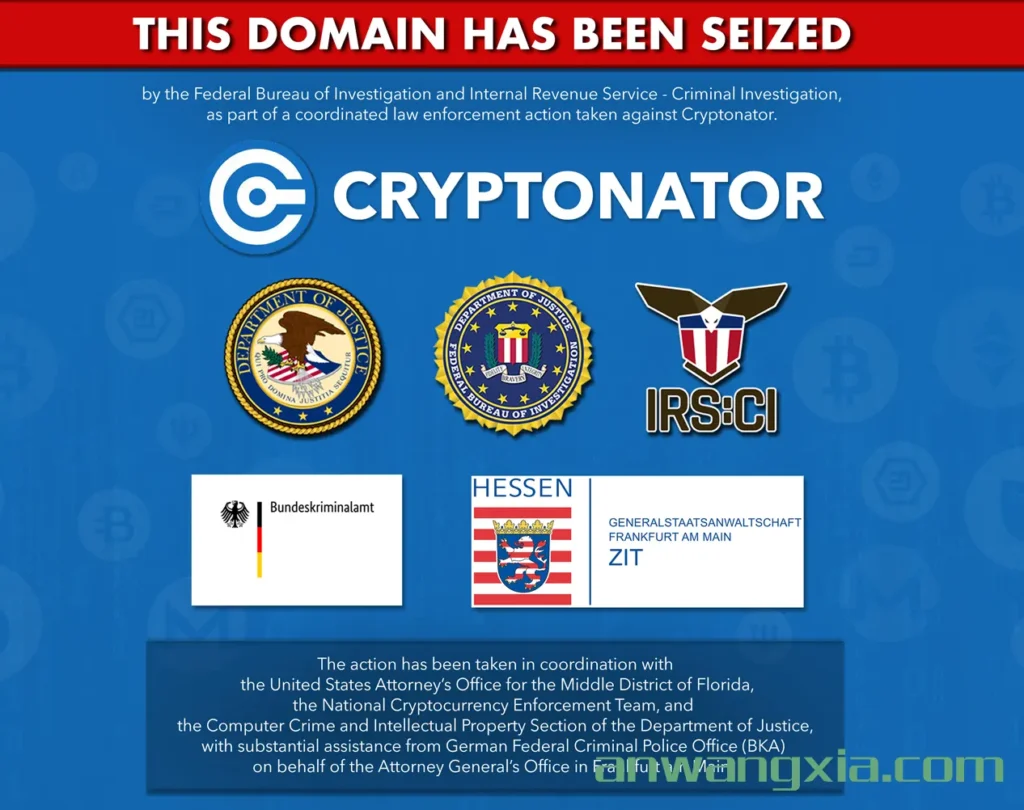 THIS DOMAIN HAS BEEN SEIZED
by the Federal Bureau of Investigation and Internal Revenue Service - Criminal Investigation,
as part of a coordinated law enforcement action taken against Cryptonator.
CRYPTONATOR
DEPARTMENT OF JUSTICE
QUI PRO DOMINA JUSTITIA SEQUITUR
DEPARTMENT OF JUSTICE
FEDERAL BUREAU OF INVESTIGATION
BRAVERY
IRS:CI
Bundeskriminalamt
HESSEN
GENERALSTAATSANWALTSCHAFT
FRANKFURT AM MAIN
ZIT
The action has been taken in coordination with
the United States Attorney's Office for the Middle District of Florida,
the National Cryptocurrency Enforcement Team, and
the Computer Crime and Intellectual Property Section of the Department of Justice,
with substantial assistance from German Federal Criminal Police Office (BKA)
on behalf of the Attorney General's Office in Frankfurt am Main
anwangxia.com